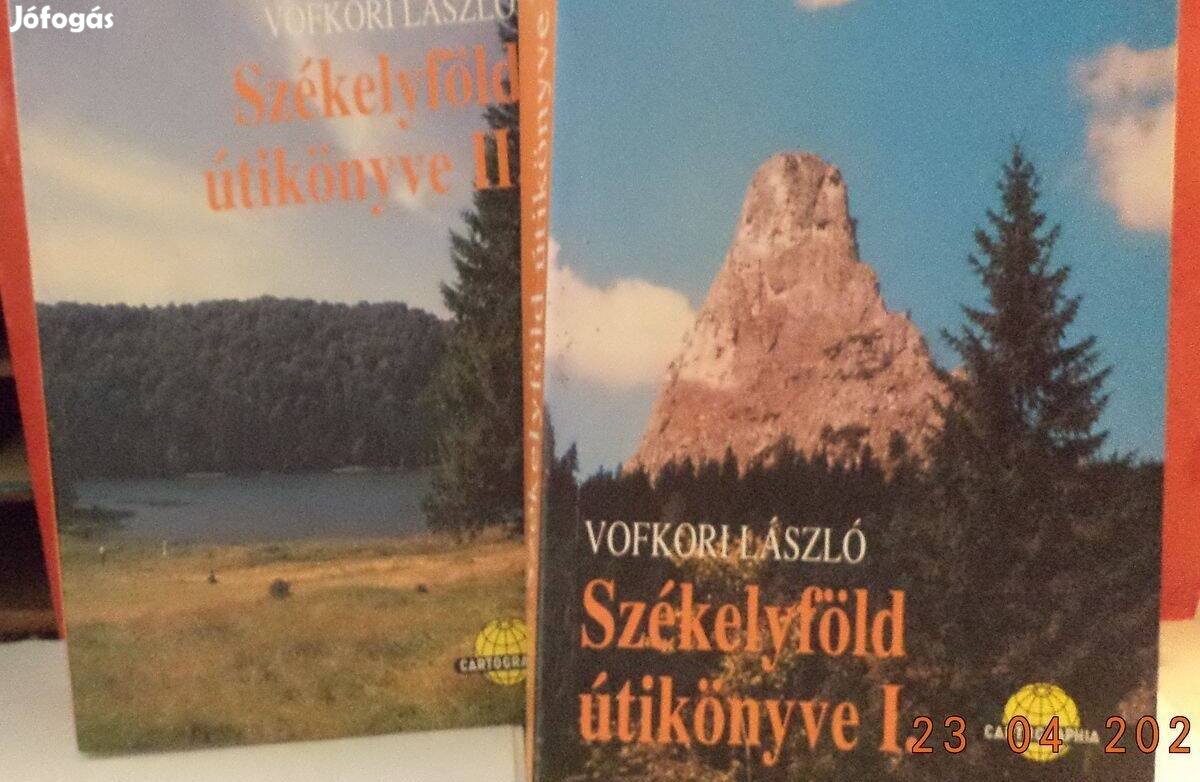 Jófogás
VOFKORI LÁSZLÓ
Székelyföld
útikönyve II.
CARTOGRA
Székelyföld útikönyve
VOFKORI LÁSZLÓ
Székelyföld
útikönyve I.
CARTOGRAPHIA
23 04 202